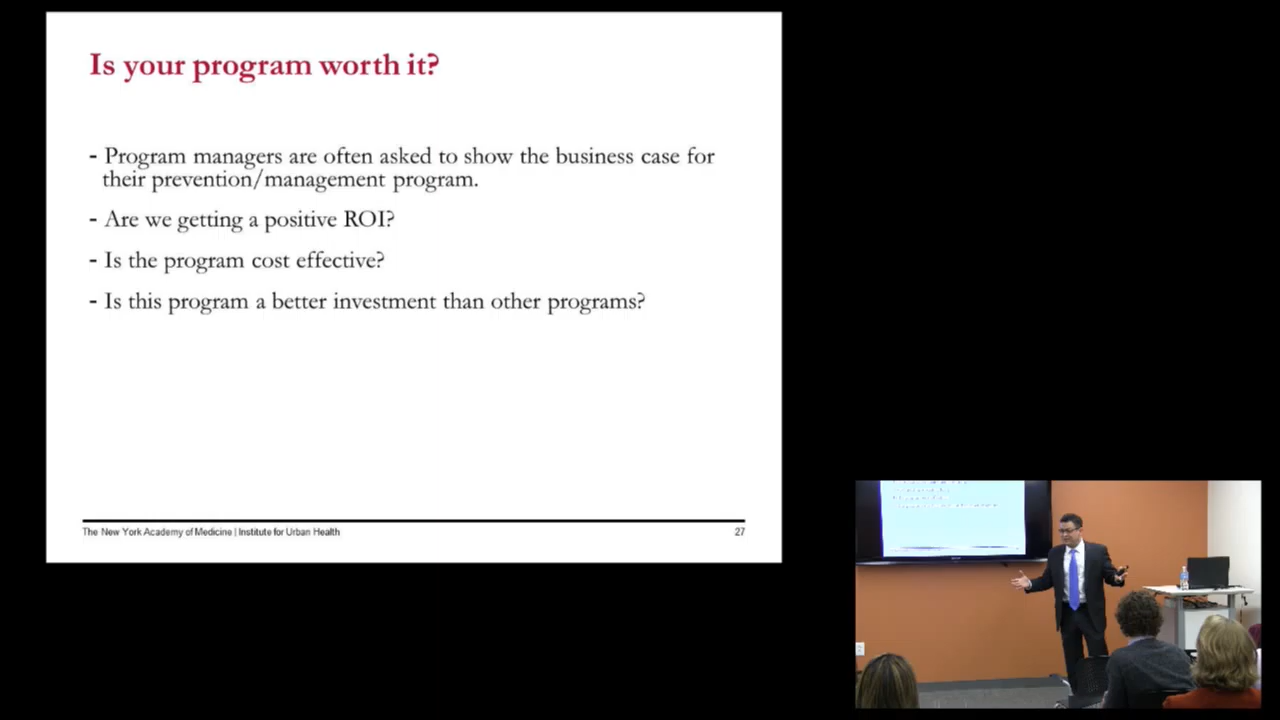 Is your program worth it?
- Program managers are often asked to show the business case for
their prevention/management program.
- Are we getting a positive ROI?
- Is the program cost effective?
- Is this program a better investment than other programs?
The New York Academy of Medicine | Institute for Urban Health
27